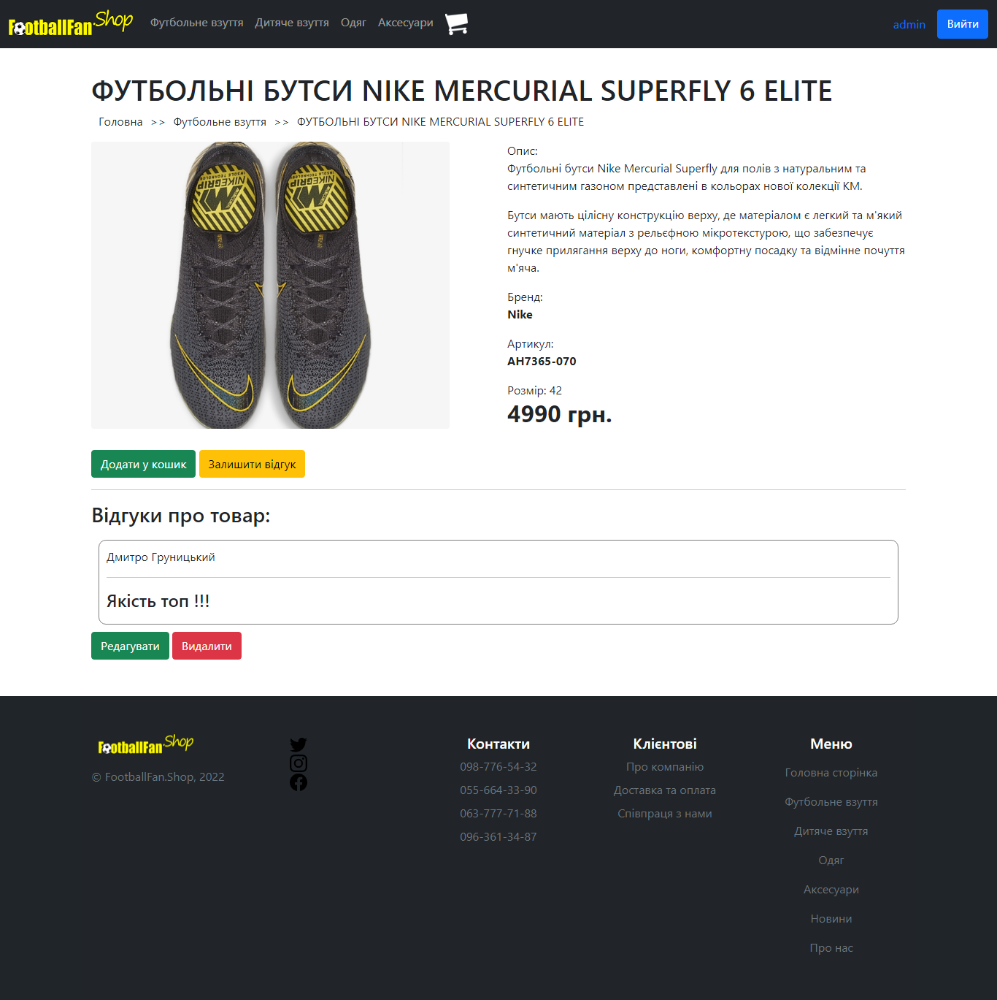 FootballFan.Shop
Футбольне взуття
Дитяче взуття
Одяг
Аксесуари
admin
Вийти
ФУТБОЛЬНІ БУТСИ NIKE MERCURIAL SUPERFLY 6 ELITE
Головна >> Футбольне взуття >> ФУТБОЛЬНІ БУТСИ NIKE MERCURIAL SUPERFLY 6 ELITE
NIKEGRIP
INSOLE TECHNOLOGY
MERCURIAL
NIKEGRIP
INSOLE TECHNOLOGY
MERCURIAL
Опис:
Футбольні бутси Nike Mercurial Superfly для полів з натуральним та
синтетичним газоном представлені в кольорах нової колекції КМ.
Бутси мають цілісну конструкцію верху, де матеріалом є легкий та м'який
синтетичний матеріал з рельєфною мікротекстурою, що забезпечує
гнучке прилягання верху до ноги, комфортну посадку та відмінне почуття
м'яча.
Бренд:
Nike
Артикул:
AH7365-070
Розмір: 42
4990 грн.
Додати у кошик
Залишити відгук
Відгуки про товар:
Дмитро Груницький
Якість топ !!!
Редагувати
Видалити
FootballFan.Shop
© FootballFan.Shop, 2022
Контакти
098-776-54-32
055-664-33-90
063-777-71-88
096-361-34-87
Клієнтові
Про компанію
Доставка та оплата
Співпраця з нами
Меню
Головна сторінка
Футбольне взуття
Дитяче взуття
Одяг
Аксесуари
Новини
Про нас